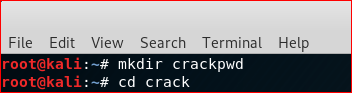 File Edit View Search Terminal Help
root@kali:~# mkdir crackpwd
root@kali:~# cd crack